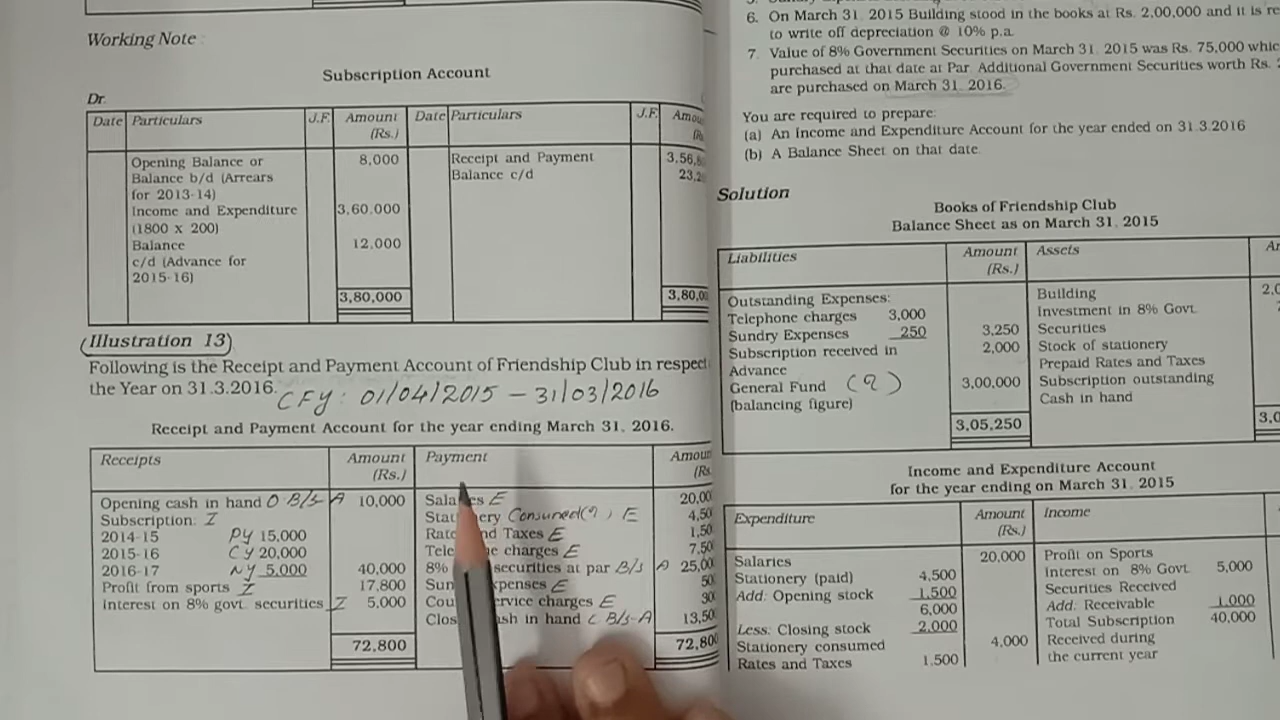 Working Note
Subscription Account
Dr.
Date Particulars J.F. Amount (Rs.) Date Particulars J.F.
Opening Balance or 8,000 Receipt and Payment
Balance b/d (Arrears Balance c/d
for 2013-14)
Income and Expenditure 3,60,000
(1800 x 200)
Balance 12,000
c/d (Advance for
2015-16)
3,80,000
Illustration 13
Following is the Receipt and Payment Account of Friendship Club in respect
the Year on 31.3.2016.
CFY: 01/04/2015 – 31/03/2016
Receipt and Payment Account for the year ending March 31, 2016.
Receipts Amount (Rs.) Payment
Opening cash in hand O B/S A 10,000 Salaries E
Subscription: I Consumed(?) E
2014-15 PY 15,000 Taxes E
2015-16 CY 20,000 charges E
2016-17 NY 5,000 40,000 8% securities at par B/S A
Profit from sports I 17,800 E
Interest on 8% govt. securities I 5,000 service charges E
in hand C B/S-A
72,800
6. On March 31, 2015 Building stood in the books at Rs. 2,00,000 and it is
to write off depreciation @ 10% p.a.
7. Value of 8% Government Securities on March 31, 2015 was Rs. 75,000
purchased at that date at Par. Additional Government Securities worth Rs.
are purchased on March 31, 2016.
You are required to prepare:
(a) An Income and Expenditure Account for the year ended on 31.3.2016
(b) A Balance Sheet on that date.
Solution
Books of Friendship Club
Balance Sheet as on March 31, 2015
Liabilities Amount (Rs.) Assets
Outstanding Expenses: Building
Telephone charges 3,000 Investment in 8% Govt.
Sundry Expenses 250 3,250 Securities
Subscription received in 2,000 Stock of stationery
Advance Prepaid Rates and Taxes
General Fund (?) 3,00,000 Subscription outstanding
(balancing figure) Cash in hand
3,05,250
Income and Expenditure Account
for the year ending on March 31, 2015
Expenditure Amount (Rs.) Income
Salaries 20,000 Profit on Sports
Stationery (paid) 4,500 Interest on 8% Govt. 5,000
Add: Opening stock 1,500 Securities Received
6,000 Add: Receivable 1,000
Less: Closing stock 2,000 Total Subscription 40,000
Stationery consumed 4,000 Received during
Rates and Taxes 1,500 the current year